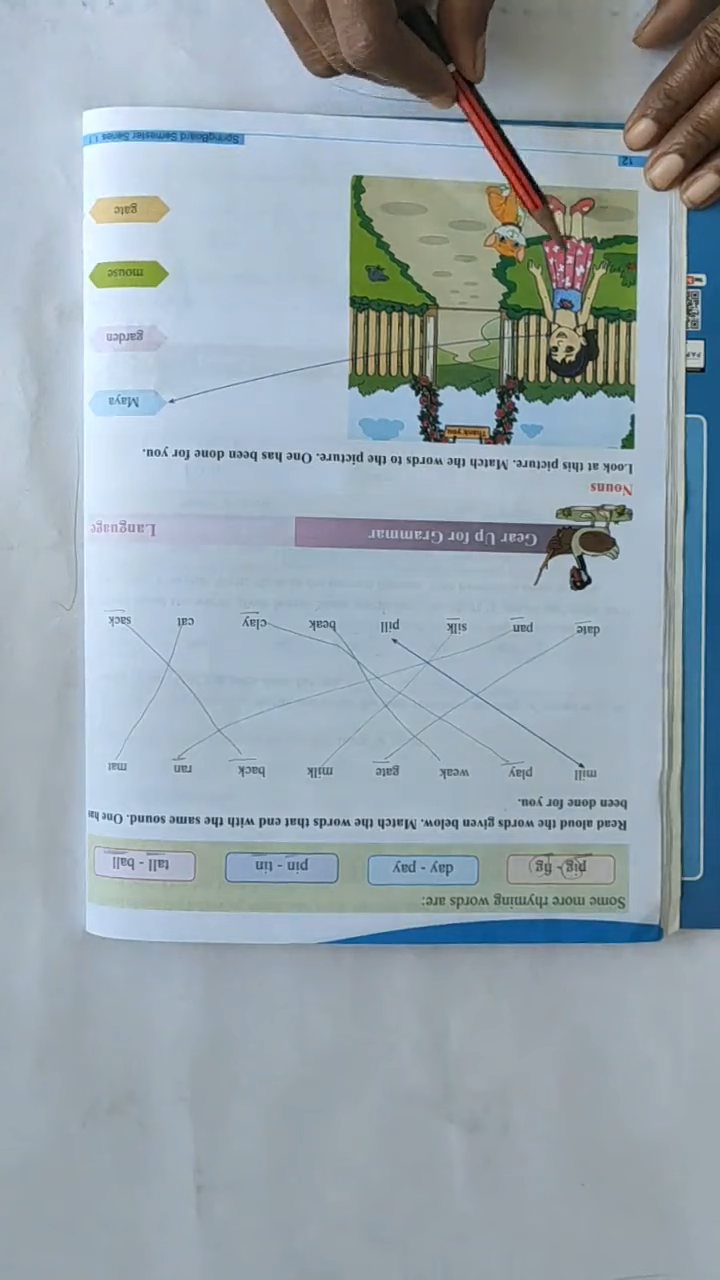 Some more rhyming words are:
pig - fig
day - pay
pin - tin
tall - ball
Read aloud the words given below. Match the words that end with the same sound. One has
been done for you.
mill play weak gate milk back ran mat
date pan silk pill beak clay cat sack
Gear Up for Grammar
Language
Nouns
Look at this picture. Match the words to the picture. One has been done for you.
Thank you
Maya
garden
mouse
gate
12
SpringBoard Semester Series 1